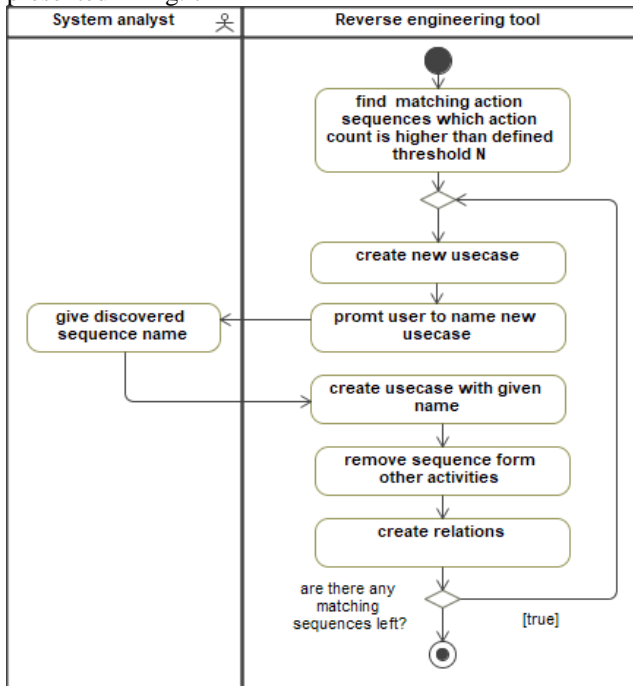 System analyst
Reverse engineering tool
find matching action
sequences which action
count is higher than defined
threshold N
create new usecase
give discovered
sequence name
promt user to name new
usecase
create usecase with given
name
remove sequence form
other activities
create relations
are there any
matching
sequences left?
[true]